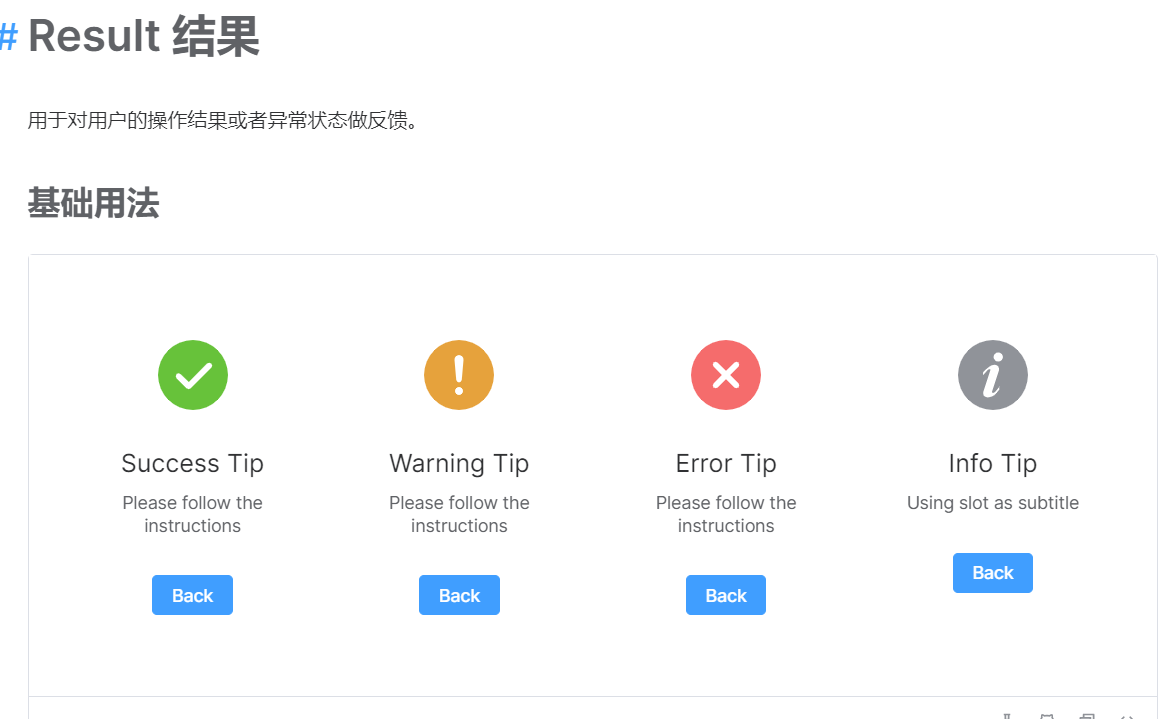 # Result 结果
用于对用户的操作结果或者异常状态做反馈。
基础用法
Success Tip
Please follow the
instructions
Back
Warning Tip
Please follow the
instructions
Back
Error Tip
Please follow the
instructions
Back
Info Tip
Using slot as subtitle
Back